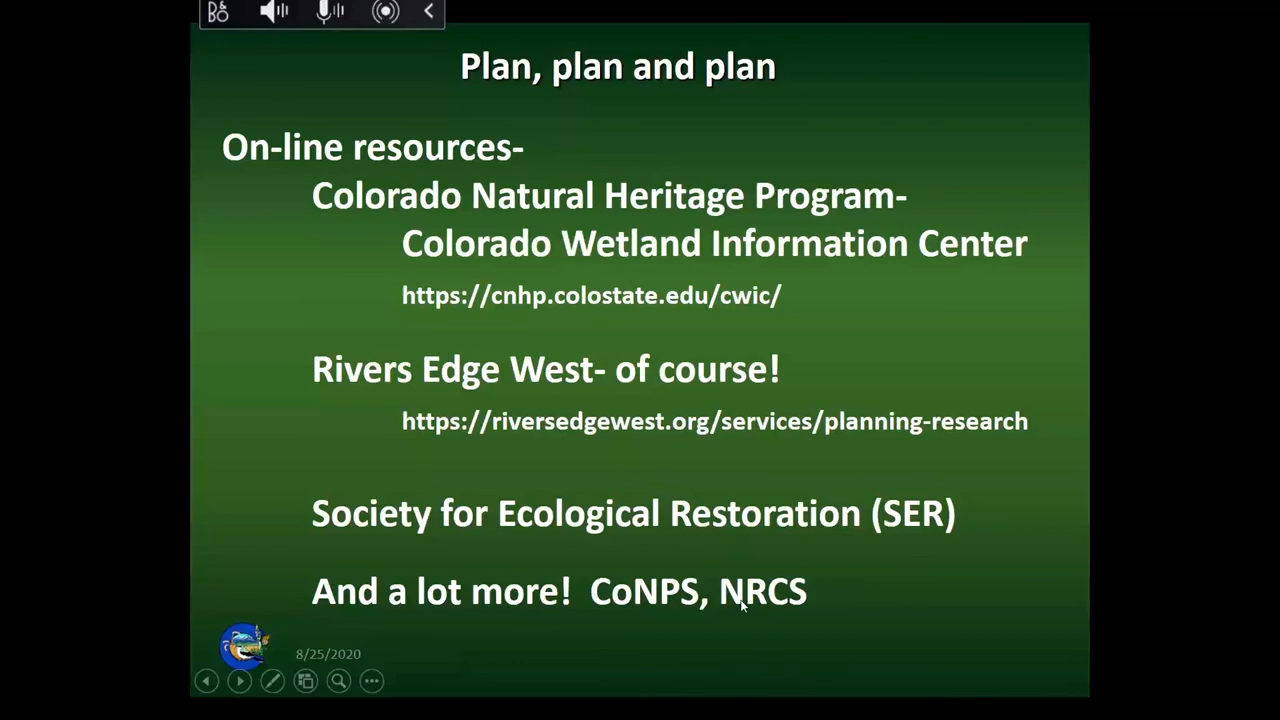 Plan, plan and plan
On-line resources-
Colorado Natural Heritage Program-
Colorado Wetland Information Center
https://cnhp.colostate.edu/cwic/
Rivers Edge West- of course!
https://riversedgewest.org/services/planning-research
Society for Ecological Restoration (SER)
And a lot more!  CoNPS, NRCS
8/25/2020